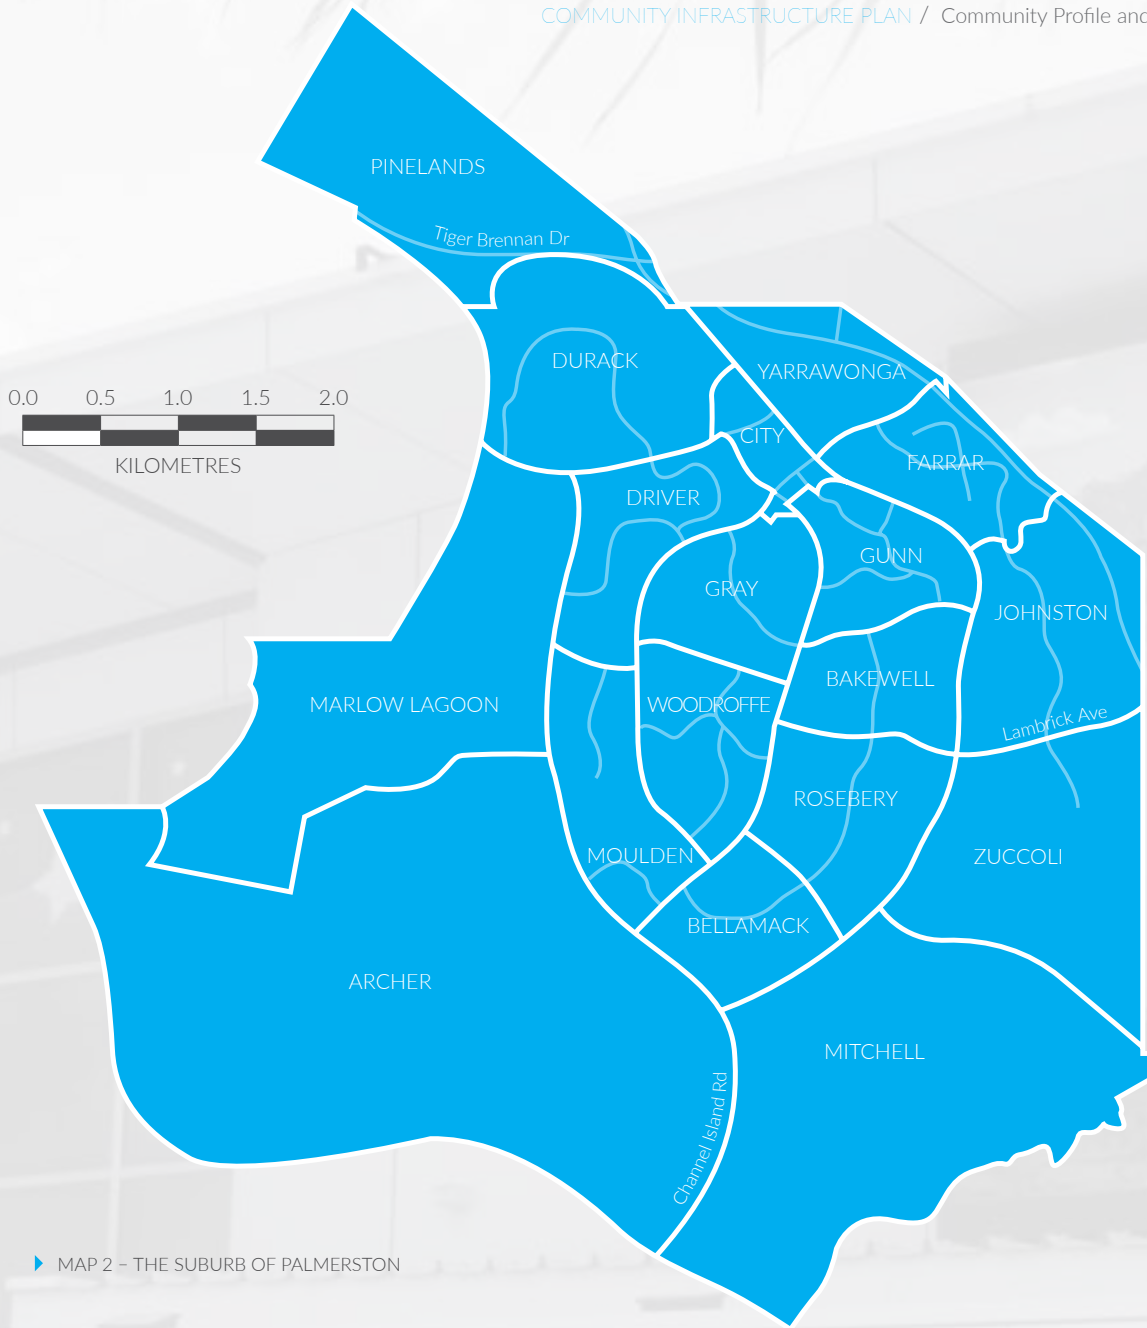 COMMUNITY INFRASTRUCTURE PLAN / Community Profile and
PINELANDS
Tiger Brennan Dr
DURACK
YARRAWONGA
0.0 0.5 1.0 1.5 2.0
KILOMETRES
CITY
FARRAR
DRIVER
GUNN
GRAY
JOHNSTON
BAKEWELL
MARLOW LAGOON
WOODROFFE
Lambrick Ave
ROSEBERY
MOULDEN
ZUCCOLI
BELLAMACK
ARCHER
MITCHELL
Channel Island Rd
MAP 2 – THE SUBURB OF PALMERSTON